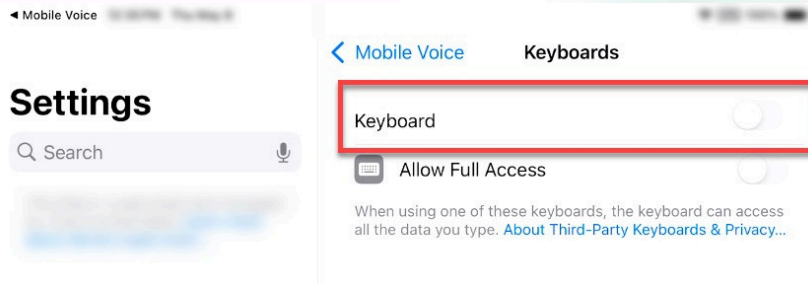 ◀ Mobile Voice
Settings
Search
Mobile Voice
Keyboards
Keyboard
Allow Full Access
When using one of these keyboards, the keyboard can access
all the data you type. About Third-Party Keyboards & Privacy...